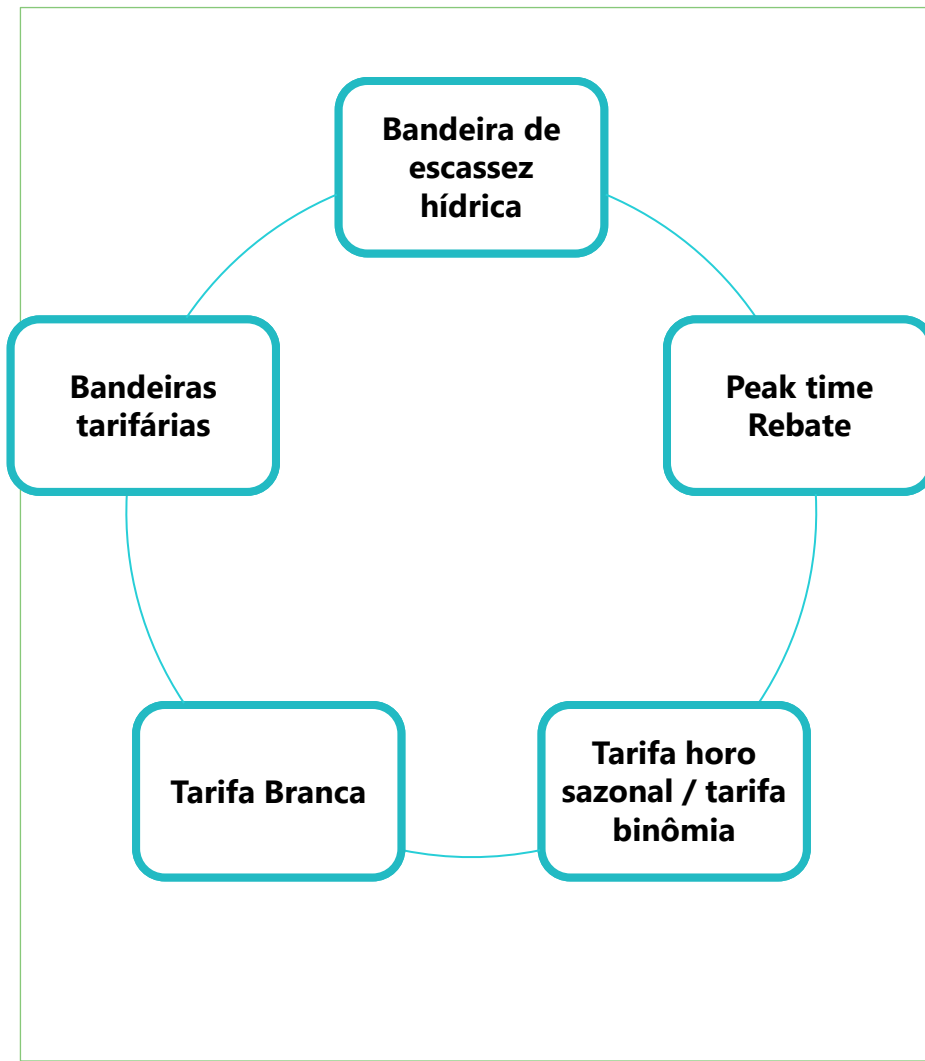 Bandeira de
escassez
hídrica
Bandeiras
tarifárias
Peak time
Rebate
Tarifa Branca
Tarifa horo
sazonal / tarifa
binômia